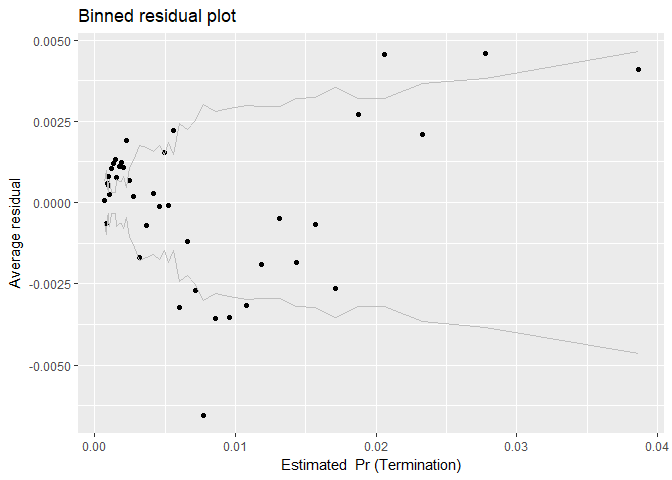 Binned residual plot
0.0050
0.0025
0.0000
-0.0025
-0.0050
Average residual
0.00 0.01 0.02 0.03 0.04
Estimated  Pr (Termination)